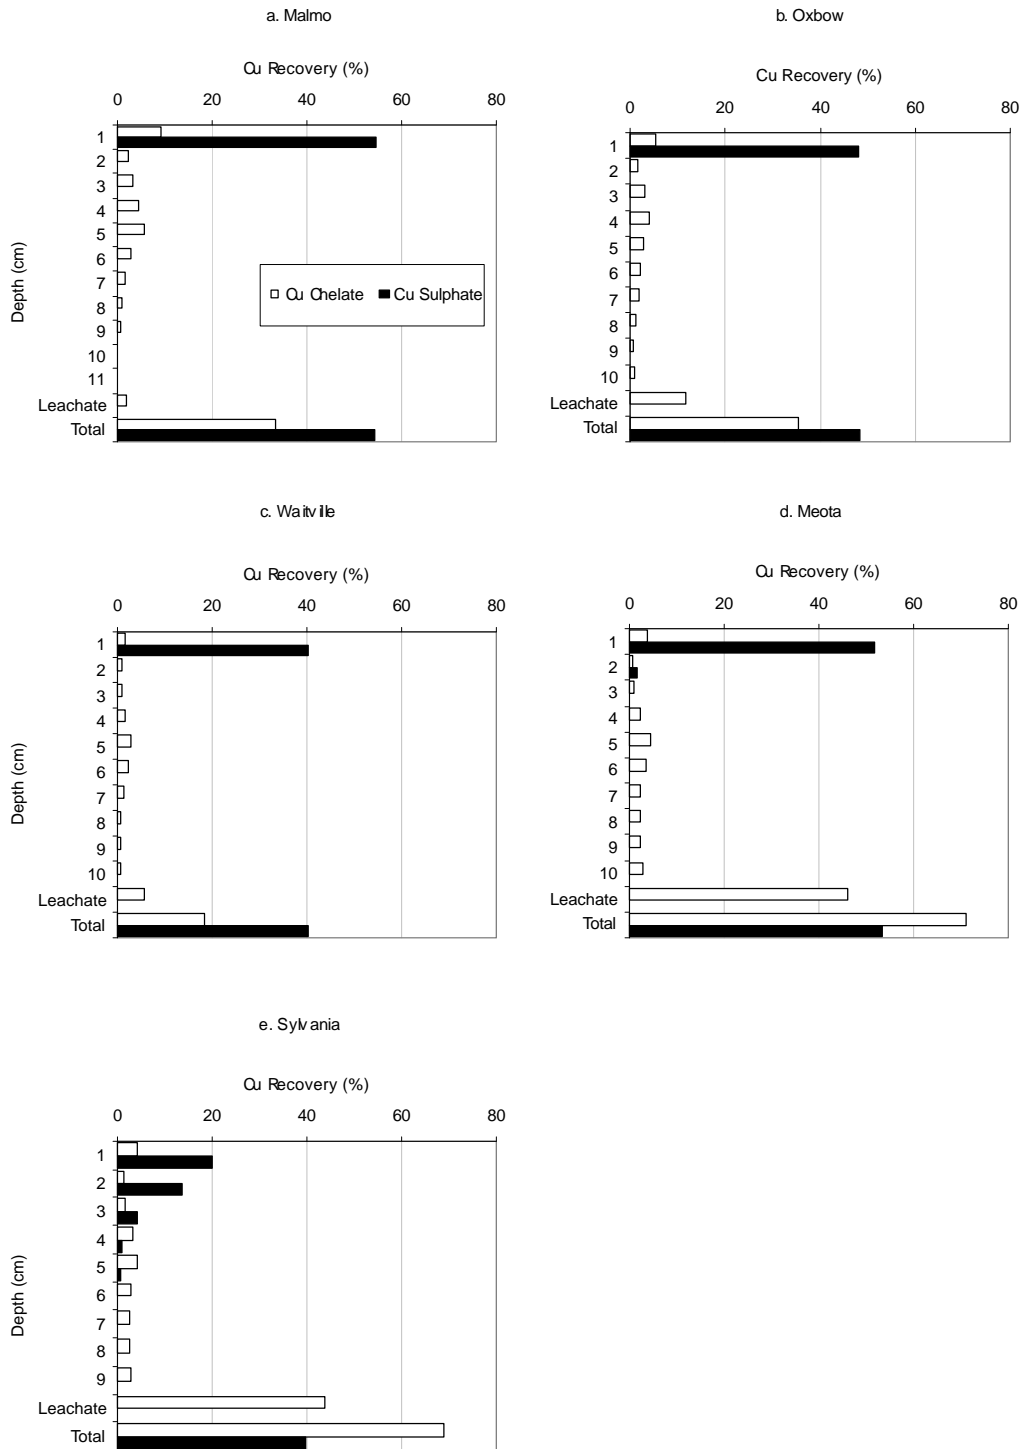 a. Malmo
Cu Recovery (%)
0 20 40 60 80
Depth (cm)
1
2
3
4
5
6
7
8
9
10
11
Leachate
Total
Cu Chelate Cu Sulphate
b. Oxbow
Cu Recovery (%)
0 20 40 60 80
1
2
3
4
5
6
7
8
9
10
Leachate
Total
c. Waitville
Cu Recovery (%)
0 20 40 60 80
Depth (cm)
1
2
3
4
5
6
7
8
9
10
Leachate
Total
d. Meota
Cu Recovery (%)
0 20 40 60 80
1
2
3
4
5
6
7
8
9
10
Leachate
Total
e. Sylvania
Cu Recovery (%)
0 20 40 60 80
Depth (cm)
1
2
3
4
5
6
7
8
9
Leachate
Total